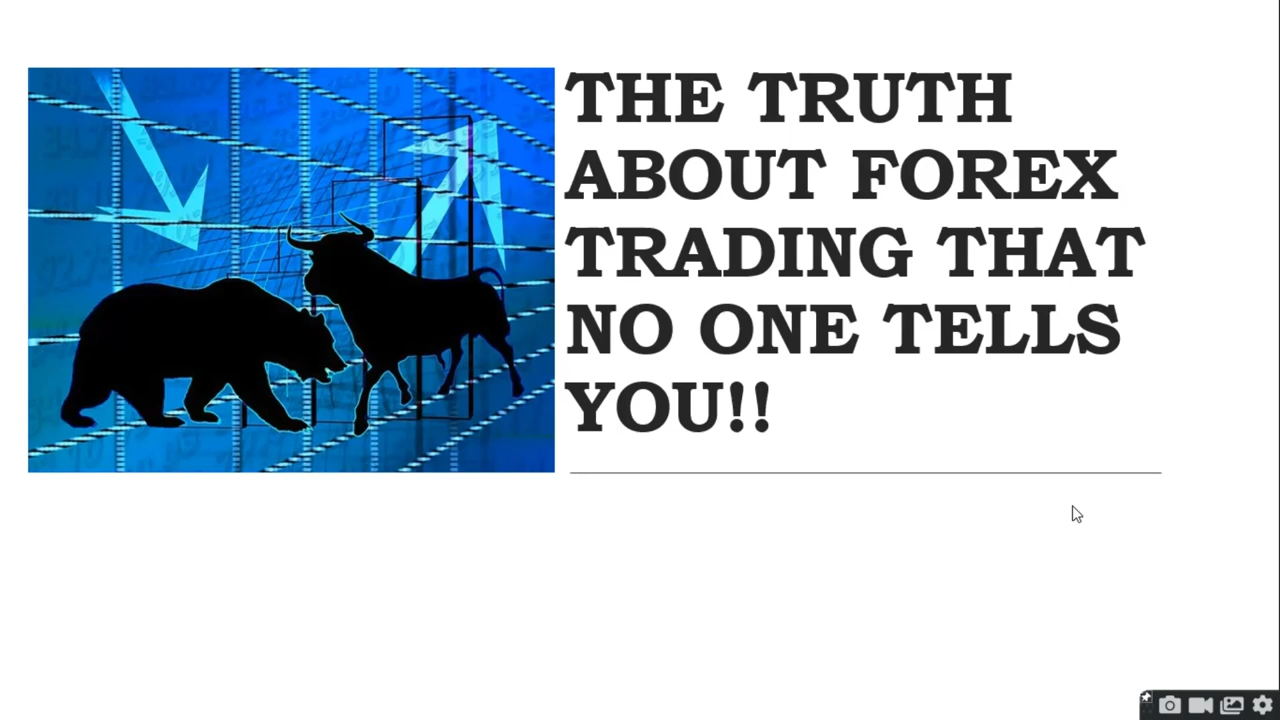 THE TRUTH
ABOUT FOREX
TRADING THAT
NO ONE TELLS
YOU!!